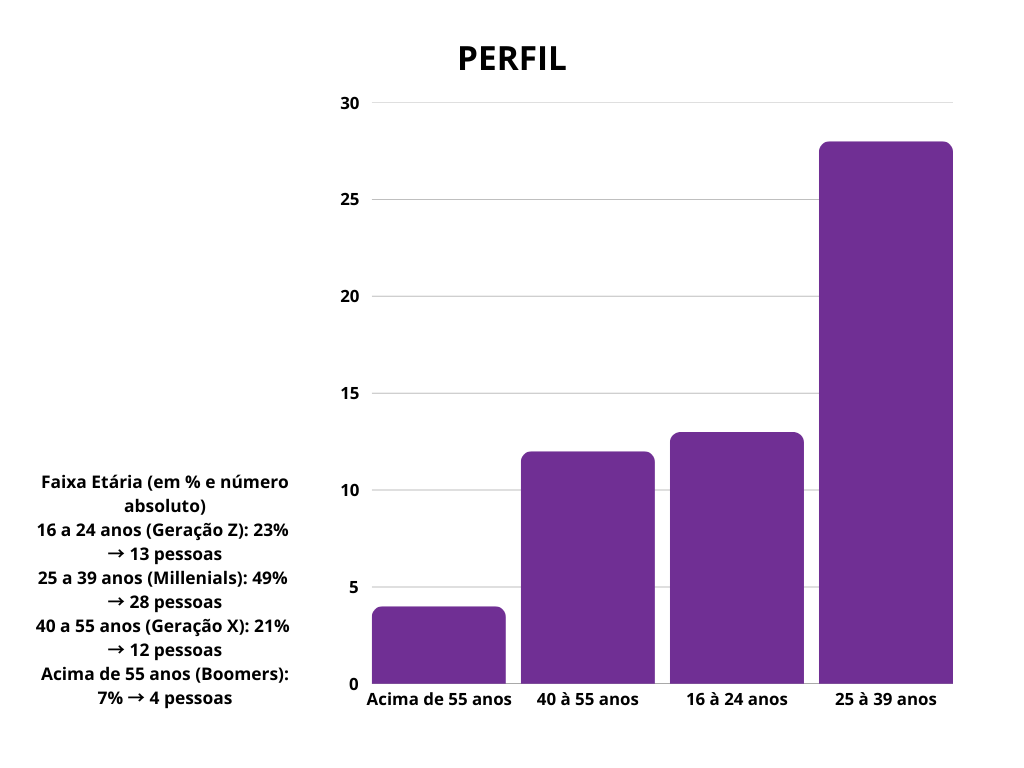 PERFIL
30
25
20
15
10
5
0
Acima de 55 anos
40 à 55 anos
16 à 24 anos
25 à 39 anos
Faixa Etária (em % e número
absoluto)
16 a 24 anos (Geração Z): 23%
→ 13 pessoas
25 a 39 anos (Millenials): 49%
→ 28 pessoas
40 a 55 anos (Geração X): 21%
→ 12 pessoas
Acima de 55 anos (Boomers):
7% → 4 pessoas